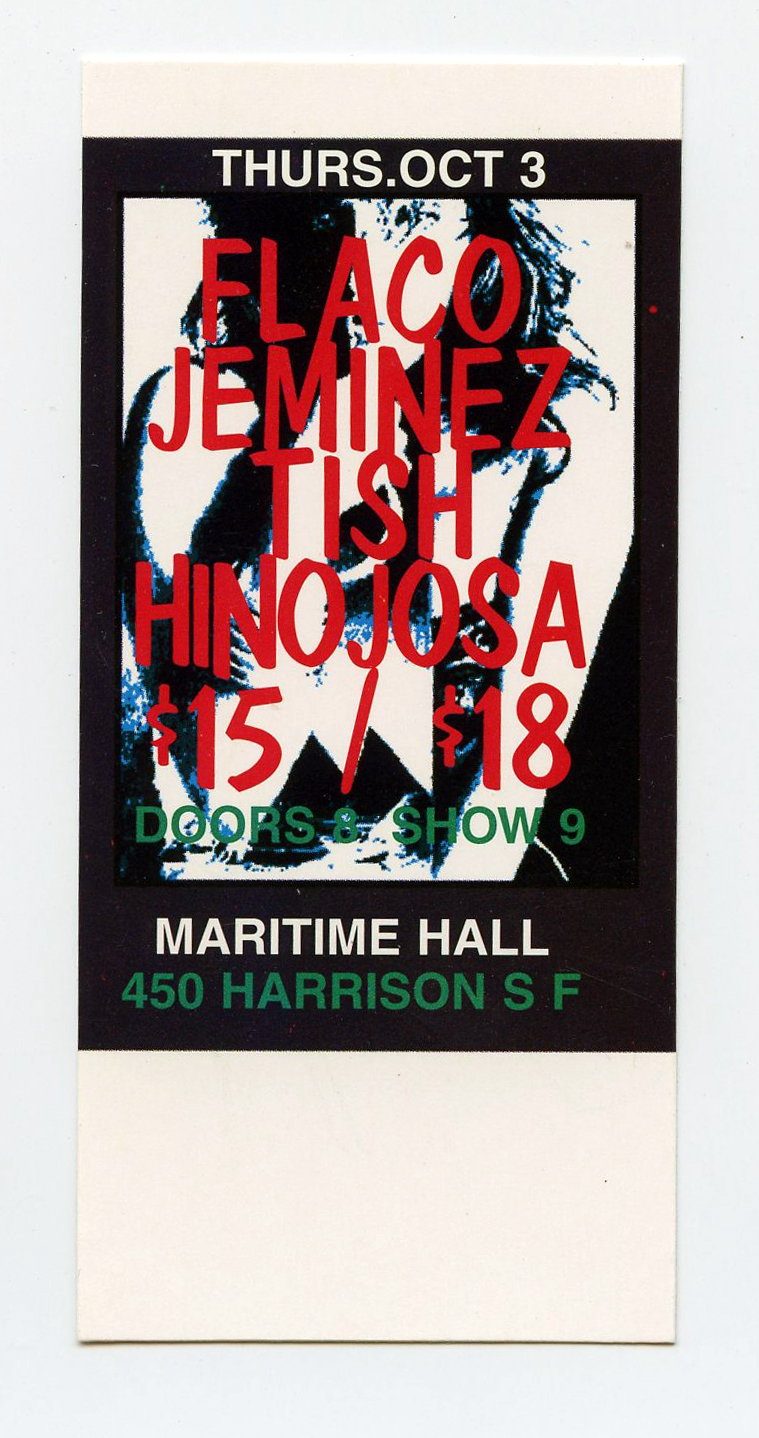 THURS.OCT 3
FLACO
JEMINEZ
TISH
HINOJOSA
$15 / $18
DOORS 8 SHOW 9
MARITIME HALL
450 HARRISON S F